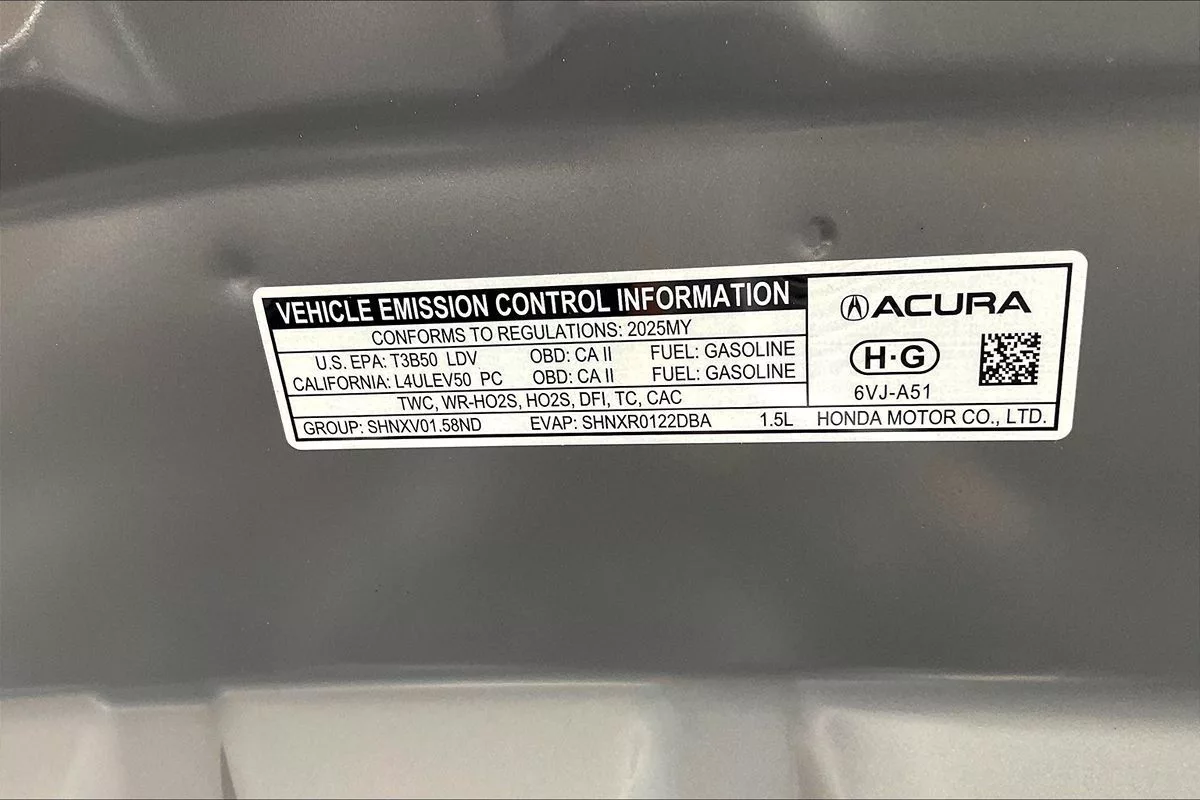 VEHICLE EMISSION CONTROL INFORMATION
CONFORMS TO REGULATIONS: 2025MY
U.S. EPA: T3B50 LDV OBD: CA II FUEL: GASOLINE
CALIFORNIA: L4ULEV50 PC OBD: CA II FUEL: GASOLINE
TWC, WR-HO2S, HO2S, DFI, TC, CAC
GROUP: SHNXV01.58ND EVAP: SHNXR0122DBA 1.5L
ACURA
H·G
6VJ-A51
HONDA MOTOR CO., LTD.